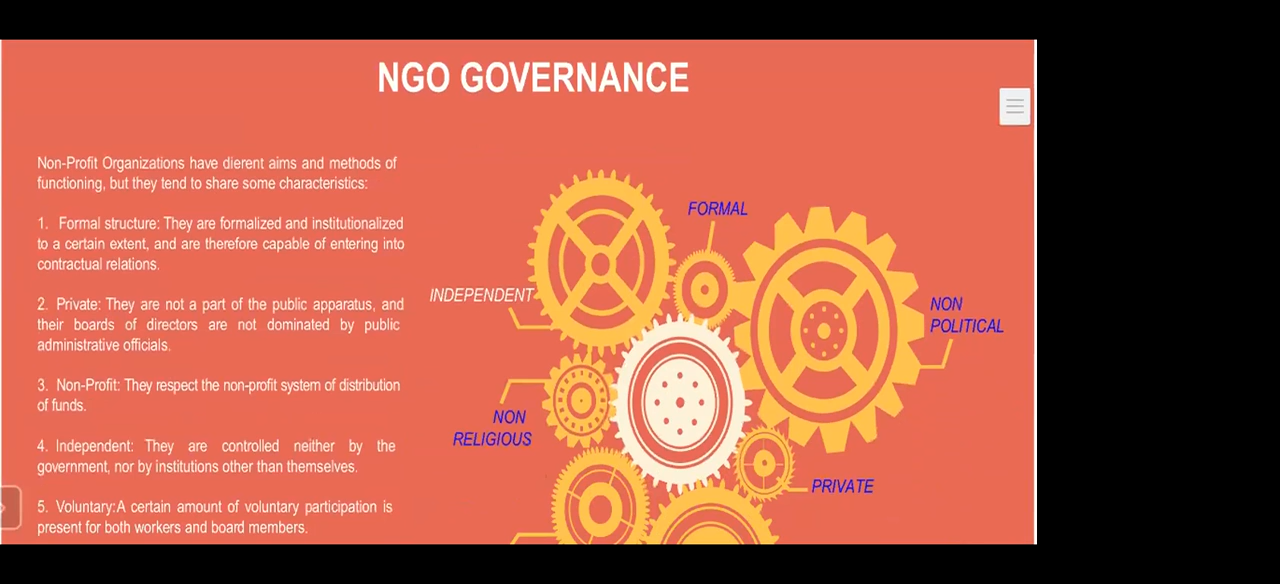 NGO GOVERNANCE
Non-Profit Organizations have dierent aims and methods of
functioning, but they tend to share some characteristics:
1. Formal structure: They are formalized and institutionalized
to a certain extent, and are therefore capable of entering into
contractual relations.
2. Private: They are not a part of the public apparatus, and
their boards of directors are not dominated by public
administrative officials.
3. Non-Profit: They respect the non-profit system of distribution
of funds.
4. Independent: They are controlled neither by the
government, nor by institutions other than themselves.
5. Voluntary:A certain amount of voluntary participation is
present for both workers and board members.
FORMAL
INDEPENDENT
NON
POLITICAL
NON
RELIGIOUS
PRIVATE